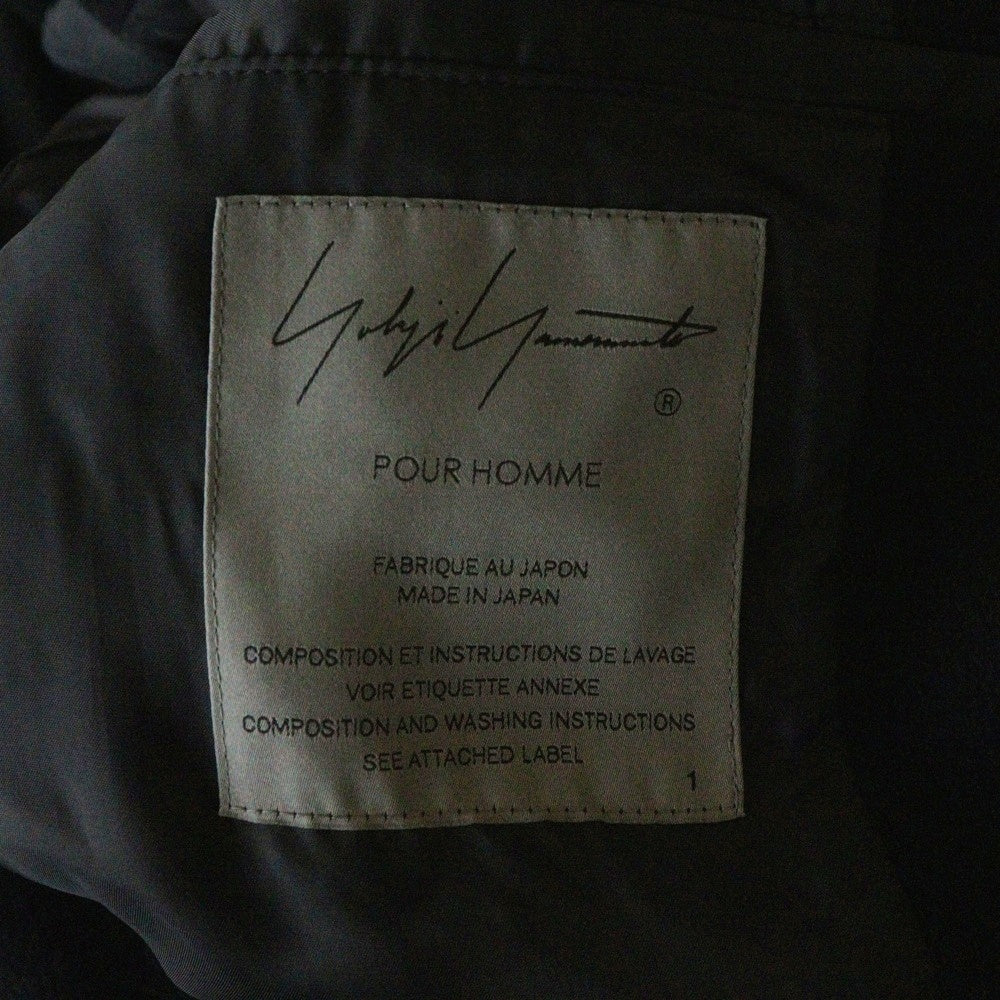 Yohji Yamamoto
®
POUR HOMME
FABRIQUE AU JAPON
MADE IN JAPAN
COMPOSITION ET INSTRUCTIONS DE LAVAGE
VOIR ETIQUETTE ANNEXE
COMPOSITION AND WASHING INSTRUCTIONS
SEE ATTACHED LABEL
1